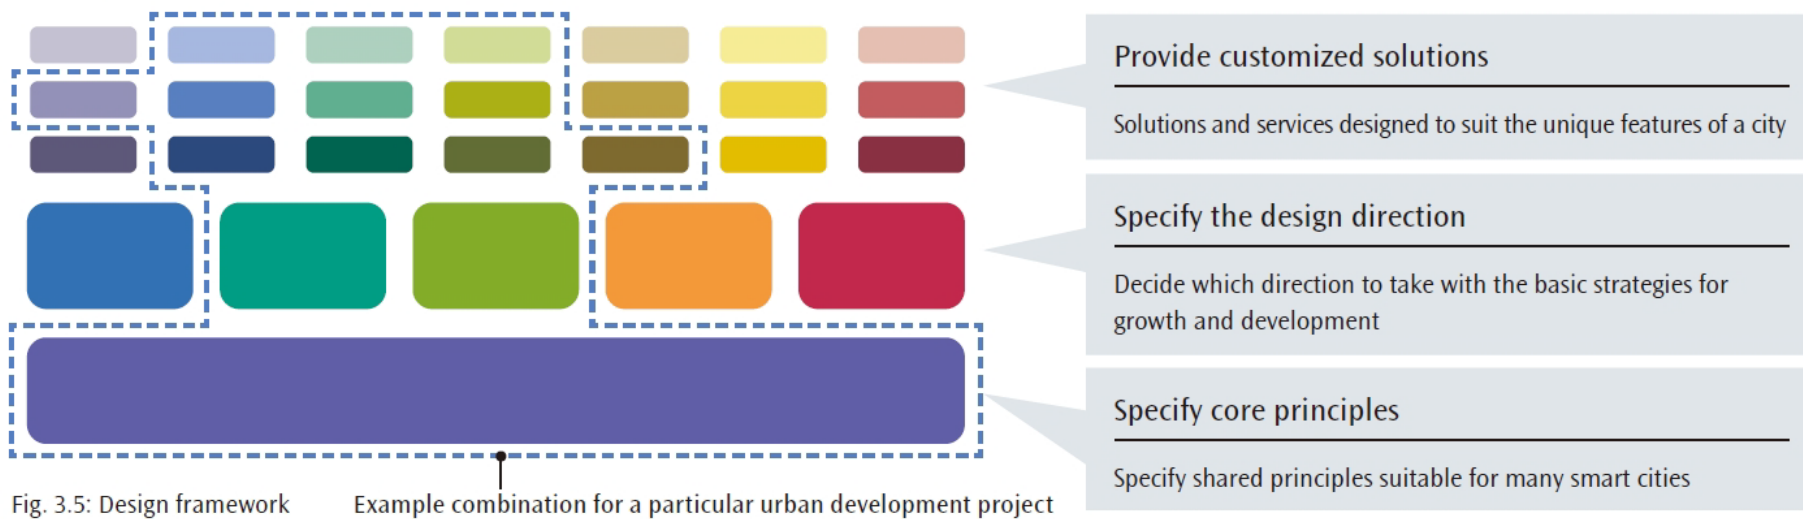 Provide customized solutions
Solutions and services designed to suit the unique features of a city
Specify the design direction
Decide which direction to take with the basic strategies for
growth and development
Specify core principles
Specify shared principles suitable for many smart cities
Fig. 3.5: Design framework
Example combination for a particular urban development project